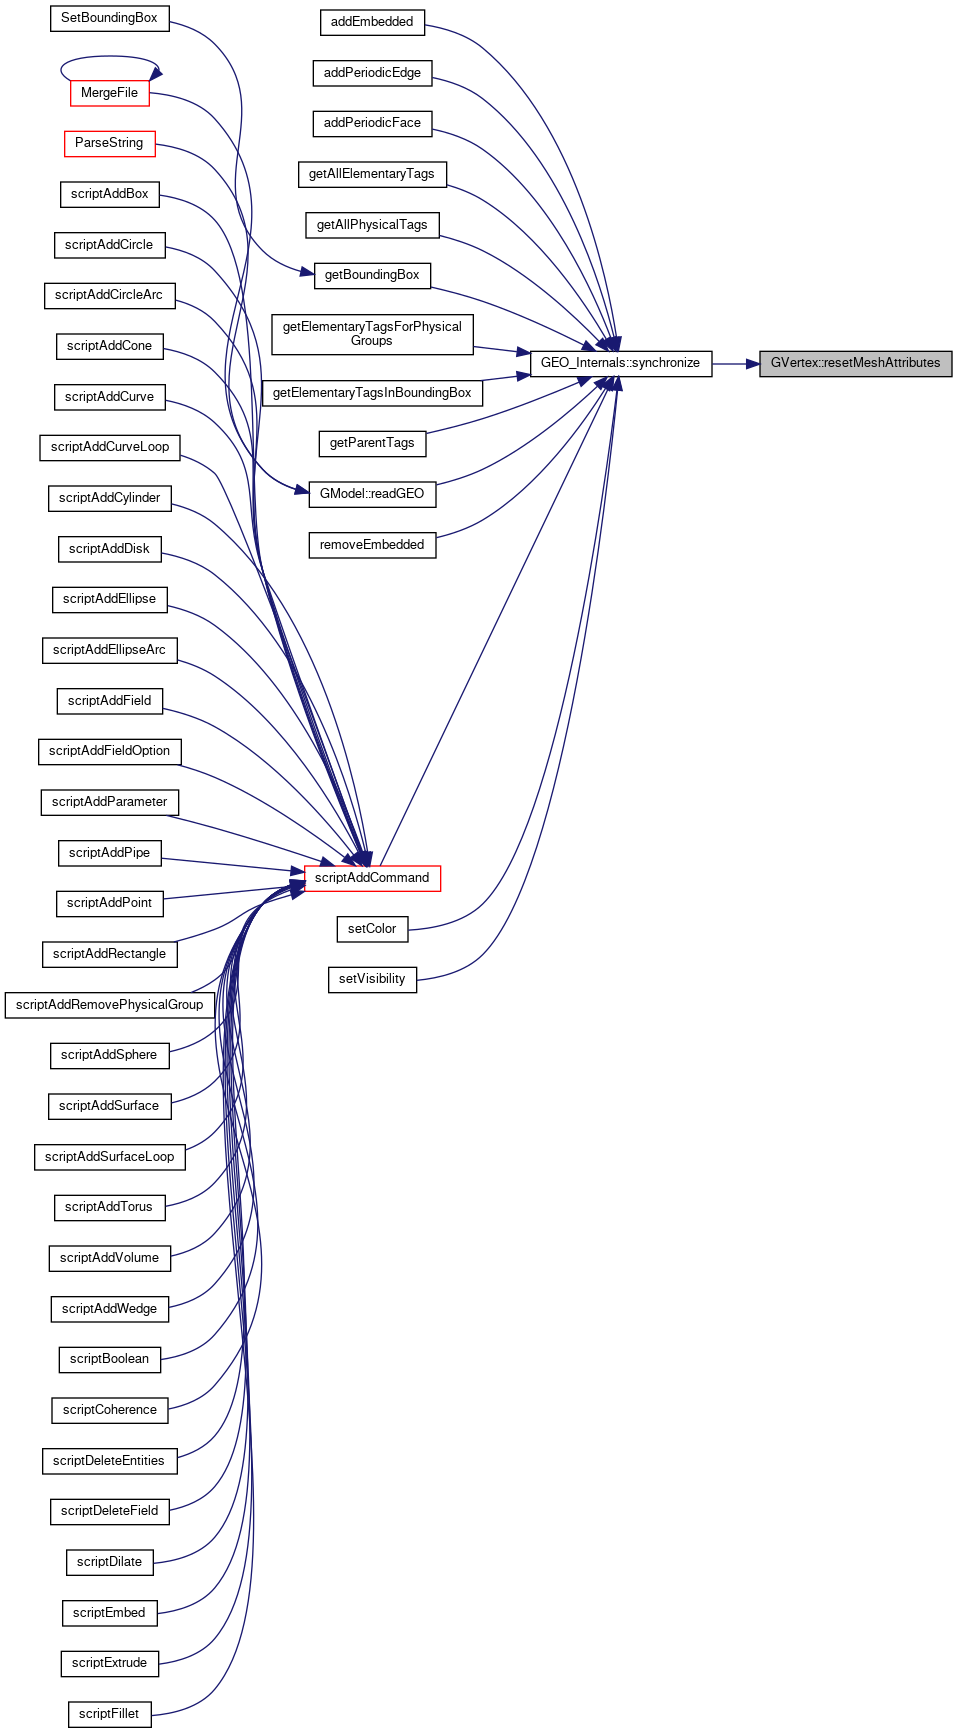 SetBoundingBox
MergeFile
ParseString
scriptAddBox
scriptAddCircle
scriptAddCircleArc
scriptAddCone
scriptAddCurve
scriptAddCurveLoop
scriptAddCylinder
scriptAddDisk
scriptAddEllipse
scriptAddEllipseArc
scriptAddField
scriptAddFieldOption
scriptAddParameter
scriptAddPipe
scriptAddPoint
scriptAddRectangle
scriptAddRemovePhysicalGroup
scriptAddSphere
scriptAddSurface
scriptAddSurfaceLoop
scriptAddTorus
scriptAddVolume
scriptAddWedge
scriptBoolean
scriptCoherence
scriptDeleteEntities
scriptDeleteField
scriptDilate
scriptEmbed
scriptExtrude
scriptFillet
addEmbedded
addPeriodicEdge
addPeriodicFace
getAllElementaryTags
getAllPhysicalTags
getBoundingBox
getElementaryTagsForPhysical
Groups
getElementaryTagsInBoundingBox
getParentTags
GModel::readGEO
removeEmbedded
scriptAddCommand
setColor
setVisibility
GEO_Internals::synchronize
GVertex::resetMeshAttributes